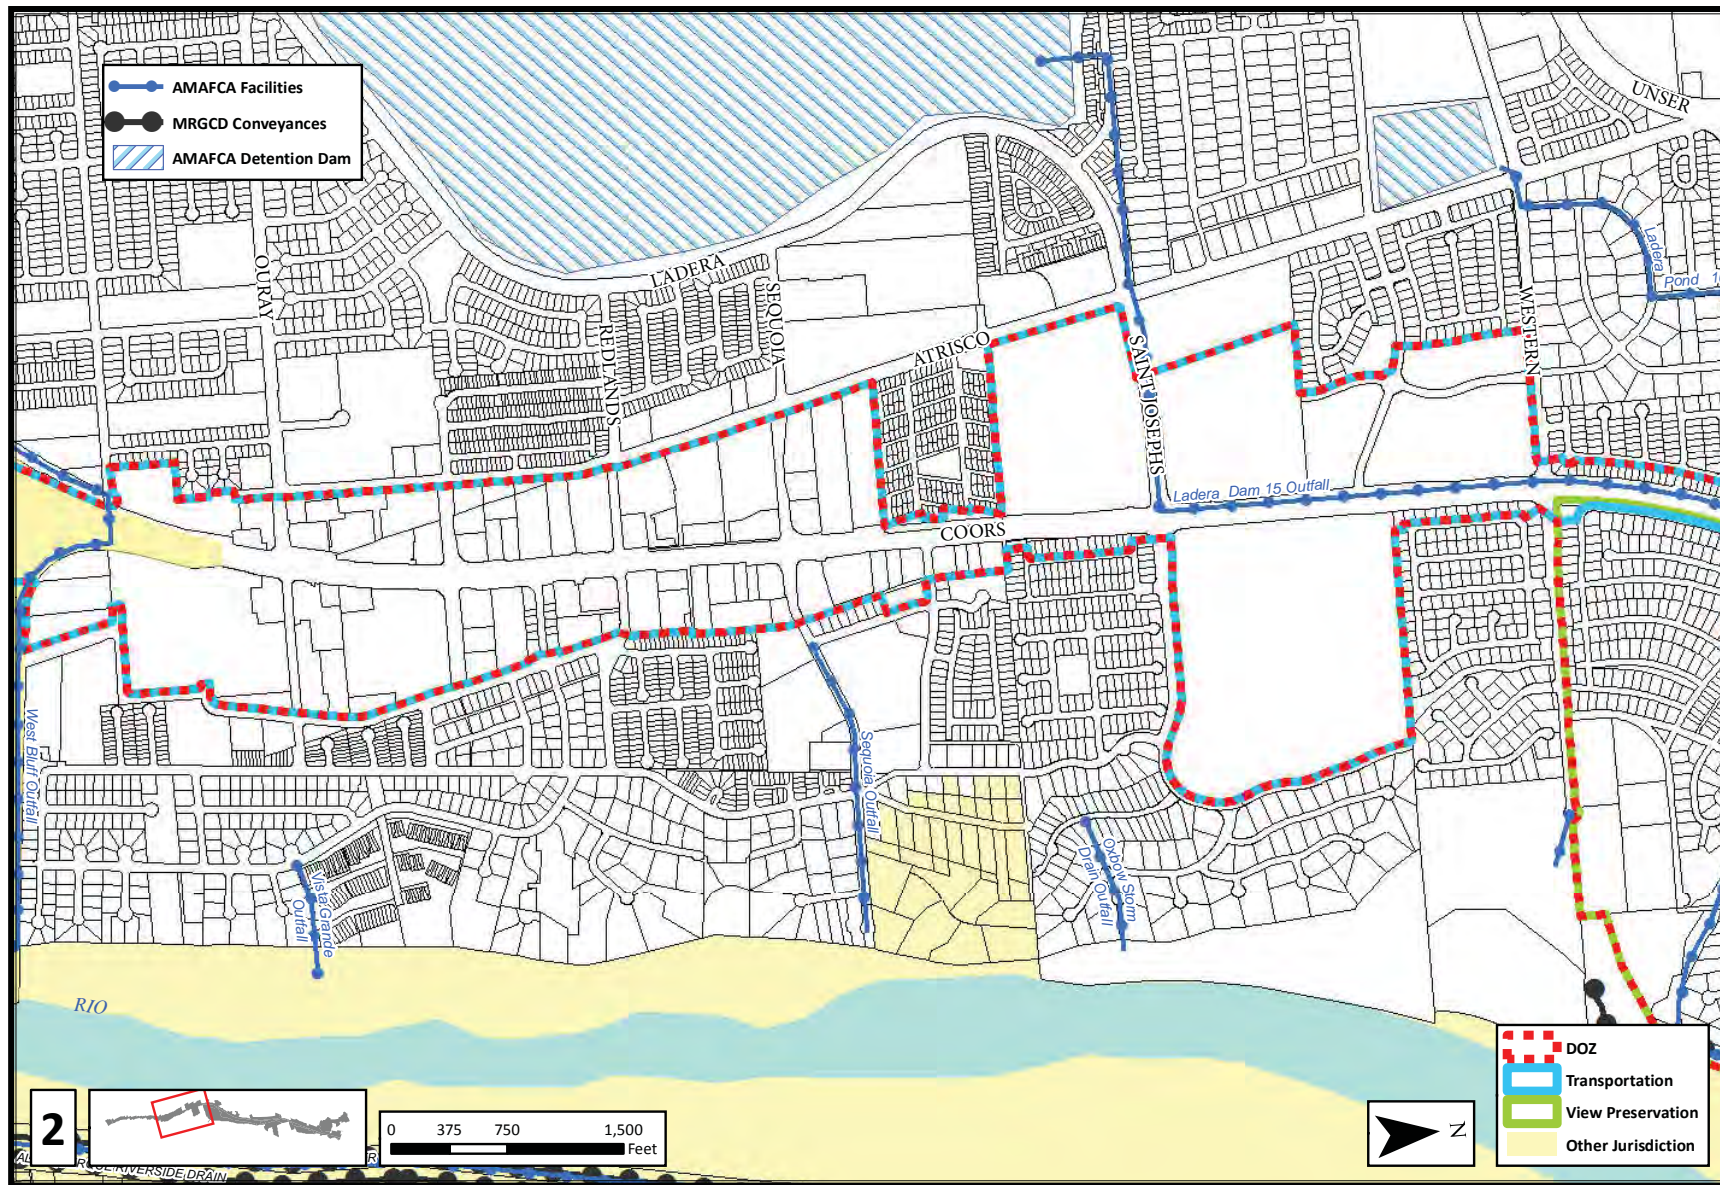 AMAFCA Facilities
MRGCD Conveyances
AMAFCA Detention Dam
UNSER
OURAY
LADERA
SEQUOIA
REDLANDS
ATRISCO
SANT JOSEPHS
WESTERN
Ladera
Pond
COORS
Ladera Dam 15 Outfall
West Bluff Outfall
Sequoia Outfall
Vista Grande
Outfall
Oxbow Storm
Drain Outfall
RIO
RIVERSIDE DRAIN
2
0 375 750 1,500
Feet
N
DOZ
Transportation
View Preservation
Other Jurisdiction